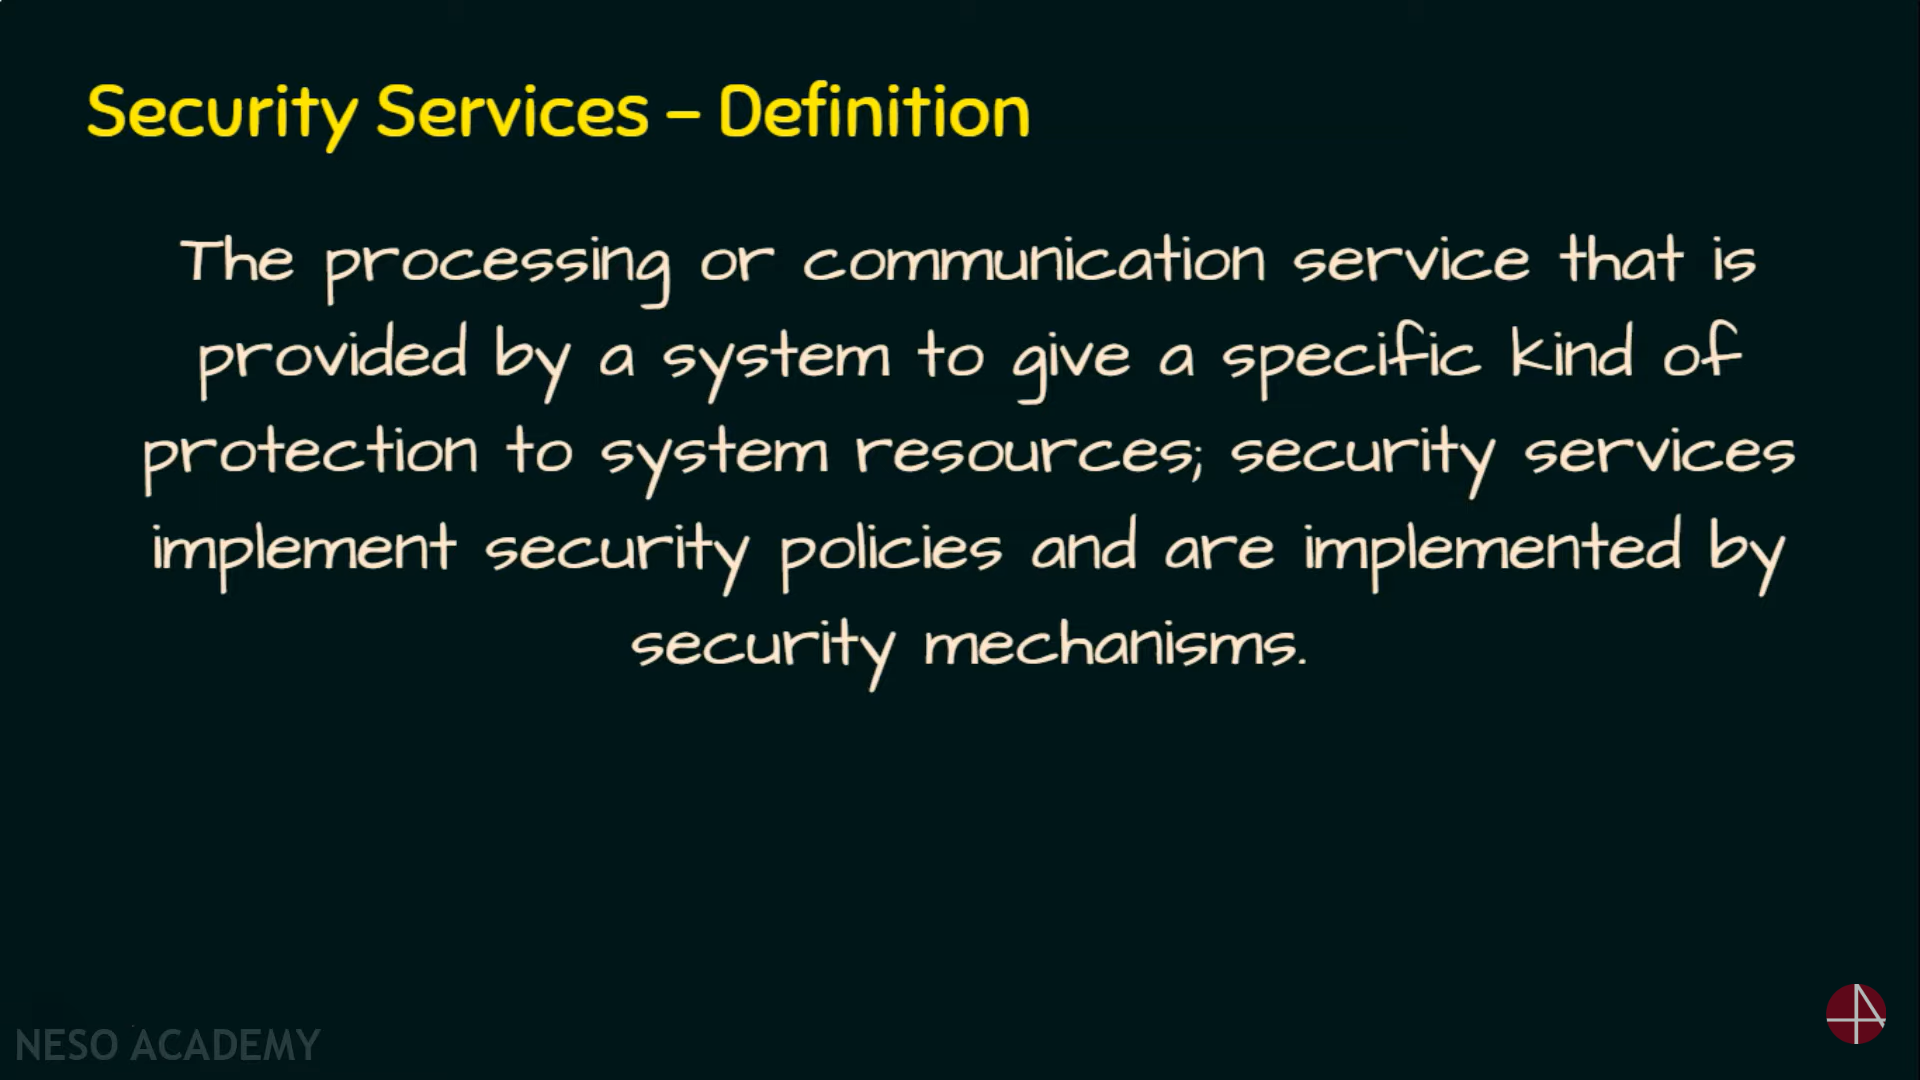 Security Services – Definition
The processing or communication service that is
provided by a system to give a specific kind of
protection to system resources; security services
implement security policies and are implemented by
security mechanisms.
NESO ACADEMY